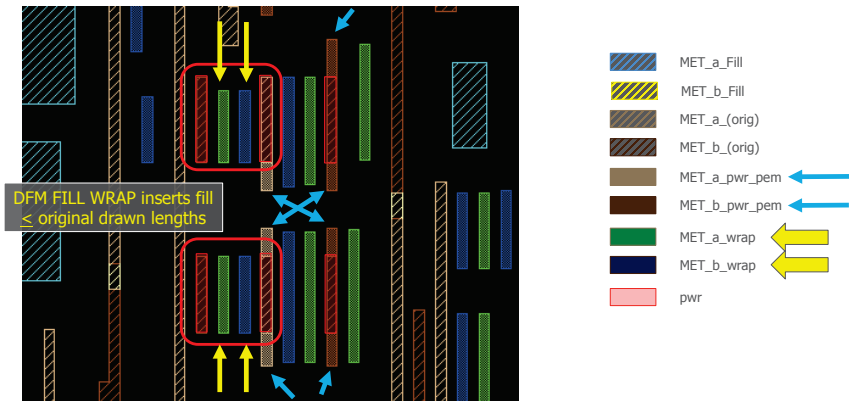 DFM FILL WRAP inserts fill
< original drawn lengths
MET_a_Fill
MET_b_Fill
MET_a_(orig)
MET_b_(orig)
MET_a_pwr_pem
MET_b_pwr_pem
MET_a_wrap
MET_b_wrap
pwr